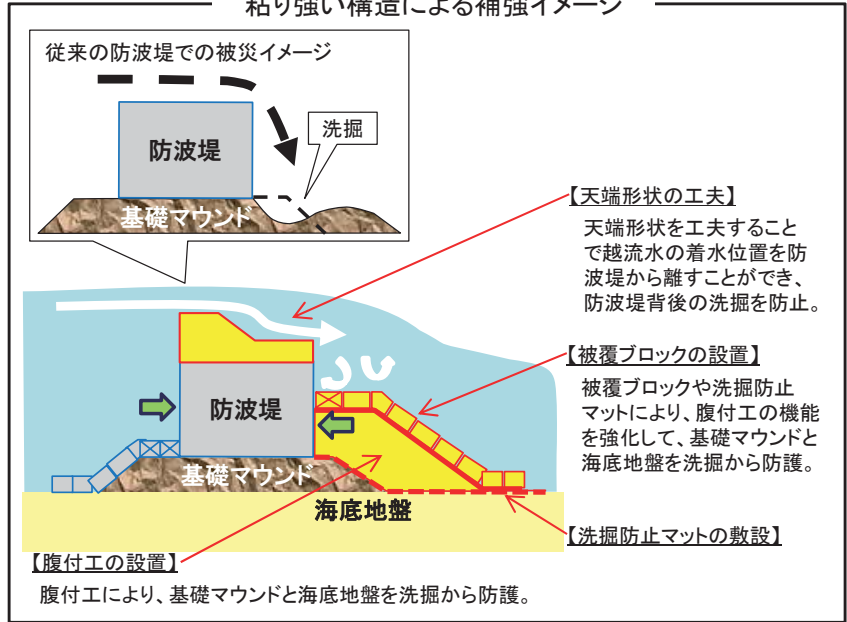 粘り強い構造による補強イメージ
従来の防波堤での被災イメージ
防波堤
洗掘
基礎マウンド
【天端形状の工夫】
天端形状を工夫すること
で越流水の着水位置を防
波堤から離すことができ、
防波堤背後の洗掘を防止。
【被覆ブロックの設置】
被覆ブロックや洗掘防止
マットにより、腹付工の機能
を強化して、基礎マウンドと
海底地盤を洗掘から防護。
防波堤
基礎マウンド
海底地盤
【洗掘防止マットの敷設】
【腹付工の設置】
腹付工により、基礎マウンドと海底地盤を洗掘から防護。